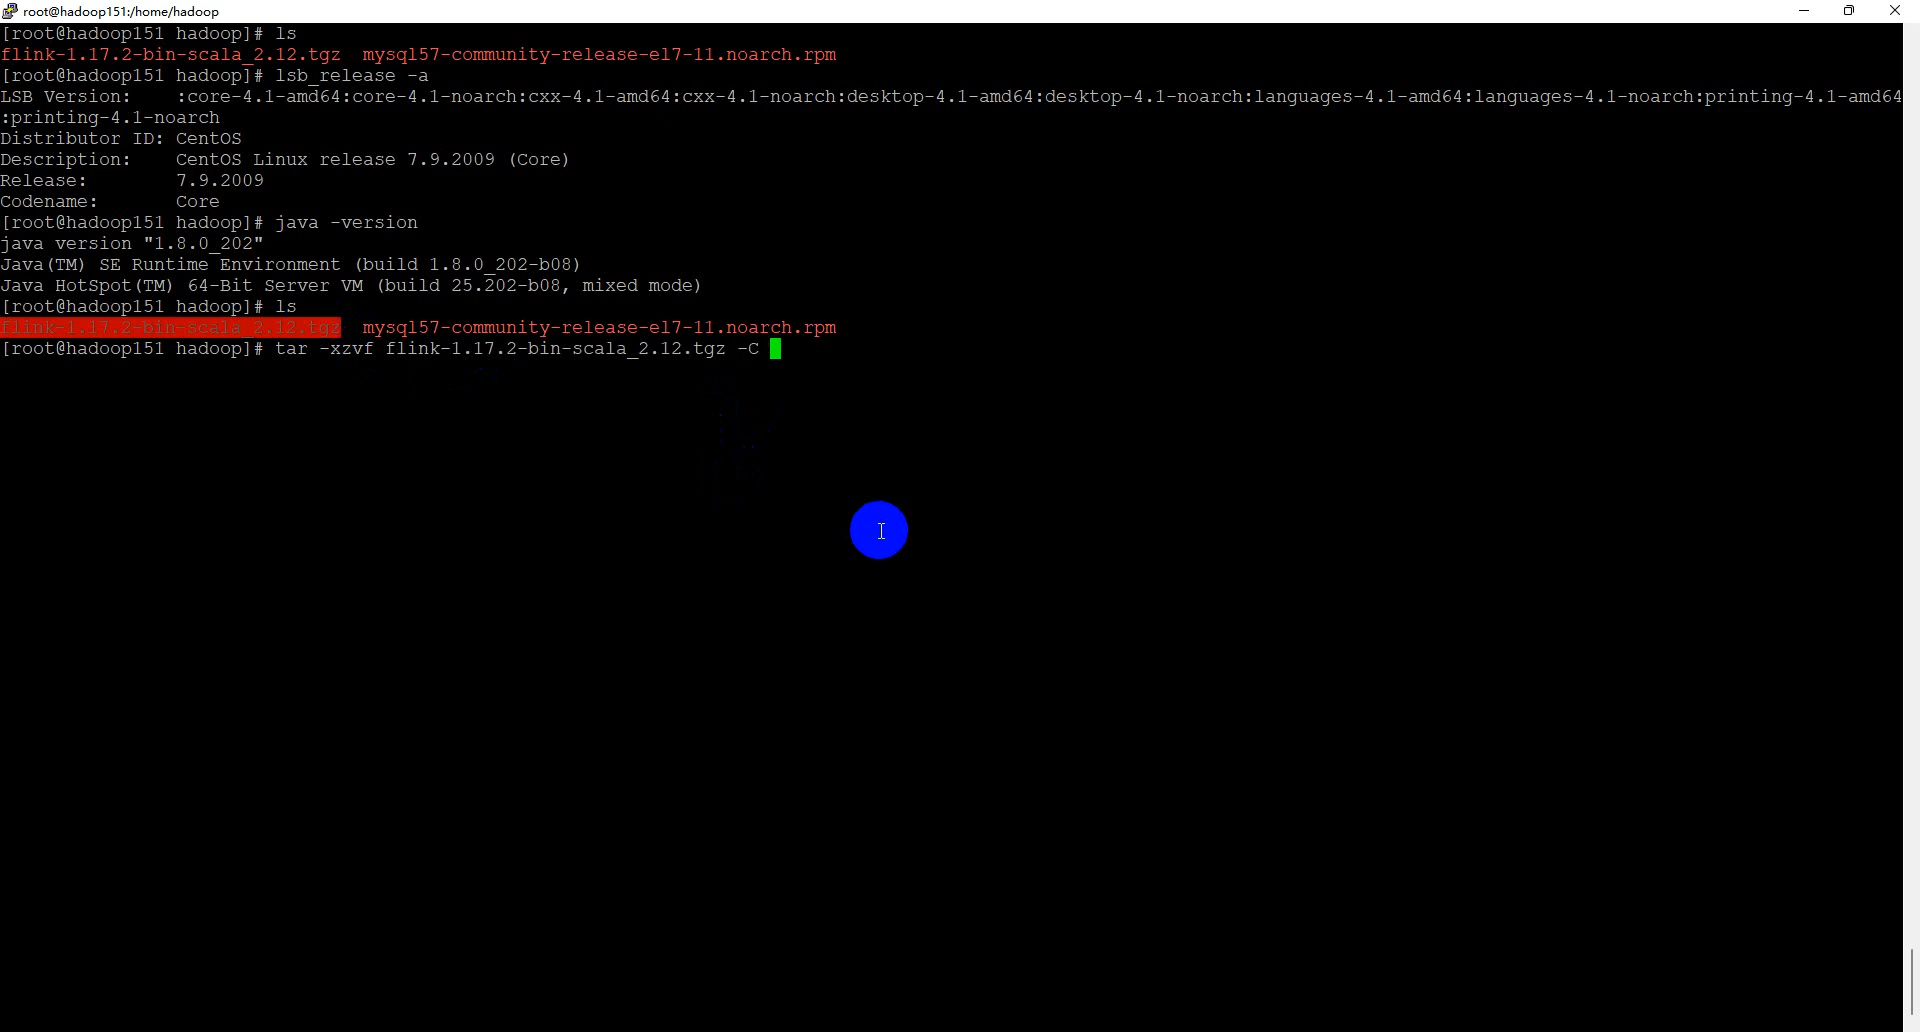 root@hadoop151:/home/hadoop
[root@hadoop151 hadoop]# ls
flink-1.17.2-bin-scala_2.12.tgz  mysql57-community-release-el7-11.noarch.rpm
[root@hadoop151 hadoop]# lsb_release -a
LSB Version:    :core-4.1-amd64:core-4.1-noarch:cxx-4.1-amd64:cxx-4.1-noarch:desktop-4.1-amd64:desktop-4.1-noarch:languages-4.1-amd64:languages-4.1-noarch:printing-4.1-amd64
:printing-4.1-noarch
Distributor ID: CentOS
Description:    CentOS Linux release 7.9.2009 (Core)
Release:        7.9.2009
Codename:       Core
[root@hadoop151 hadoop]# java -version
java version "1.8.0_202"
Java(TM) SE Runtime Environment (build 1.8.0_202-b08)
Java HotSpot(TM) 64-Bit Server VM (build 25.202-b08, mixed mode)
[root@hadoop151 hadoop]# ls
flink-1.17.2-bin-scala_2.12.tgz  mysql57-community-release-el7-11.noarch.rpm
[root@hadoop151 hadoop]# tar -xzvf flink-1.17.2-bin-scala_2.12.tgz -C